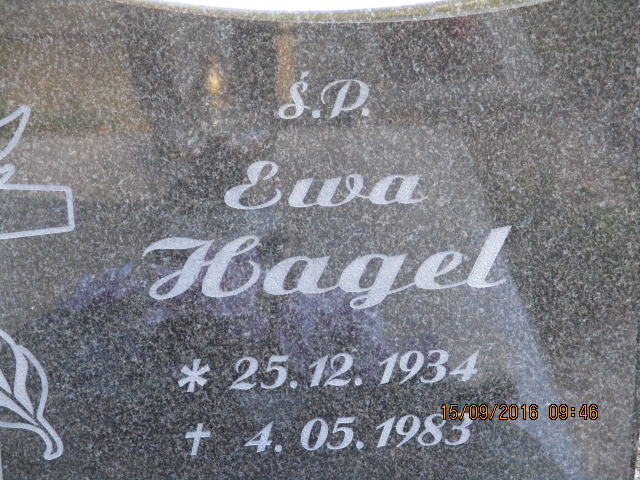 Ś.P.
Ewa
Hagel
* 25.12.1934
† 4.05.1983
15/09/2016 09:46